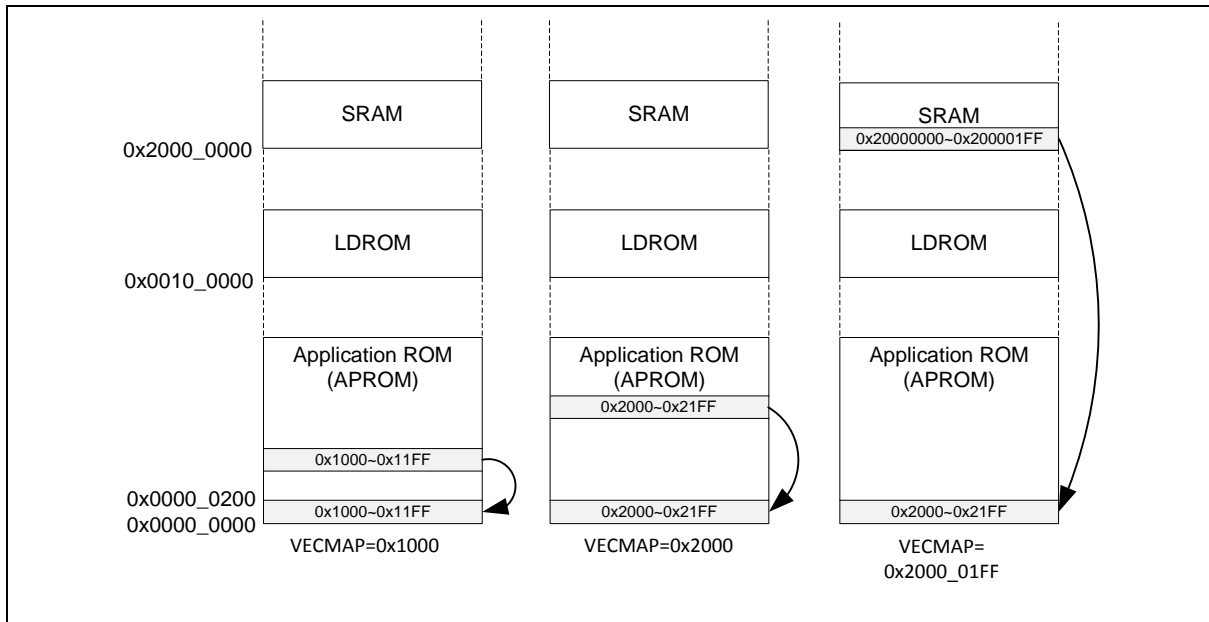 SRAM
SRAM
SRAM
0x20000000~0x200001FF
0x2000_0000
LDROM
LDROM
LDROM
0x0010_0000
Application ROM
(APROM)
Application ROM
(APROM)
Application ROM
(APROM)
0x2000~0x21FF
0x1000~0x11FF
0x0000_0200
0x0000_0000
0x1000~0x11FF
0x2000~0x21FF
0x2000~0x21FF
VECMAP=0x1000
VECMAP=0x2000
VECMAP=
0x2000_01FF